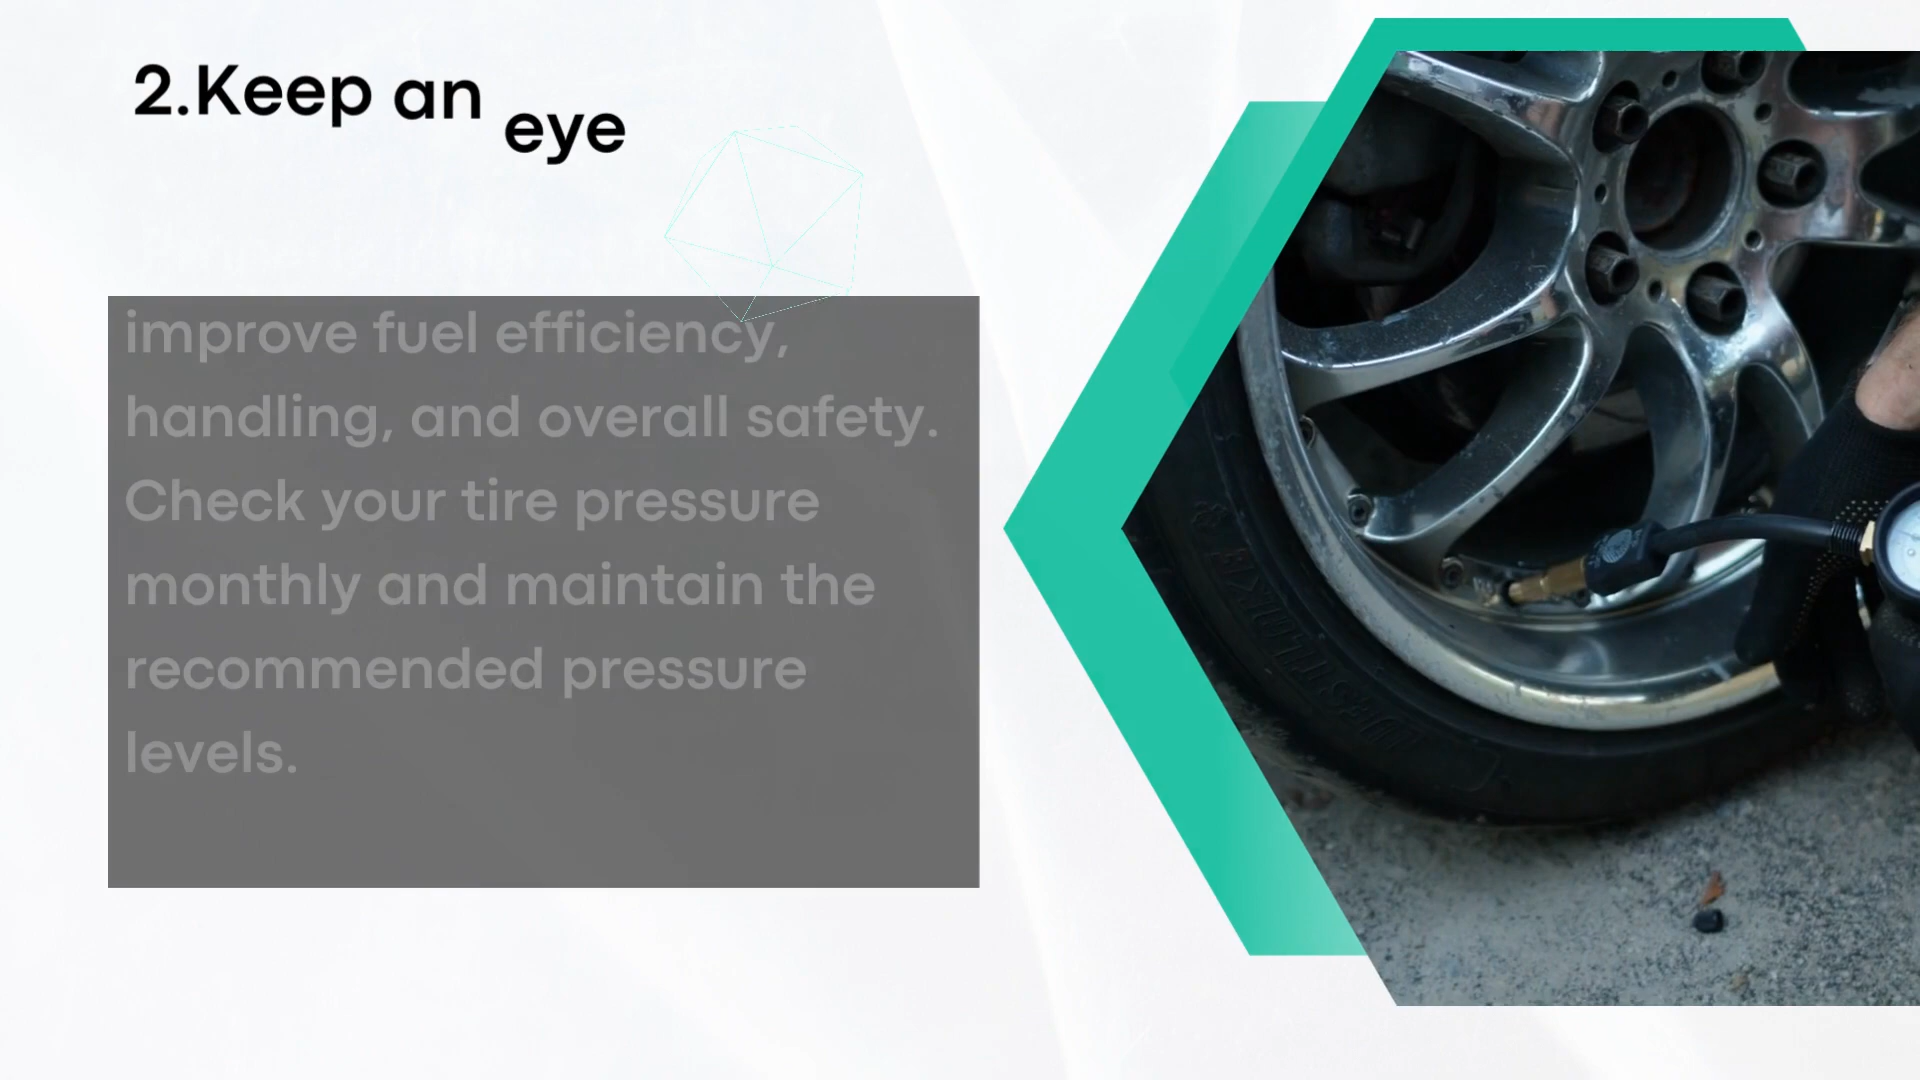 2.Keep an eye
improve fuel efficiency,
handling, and overall safety.
Check your tire pressure
monthly and maintain the
recommended pressure
levels.